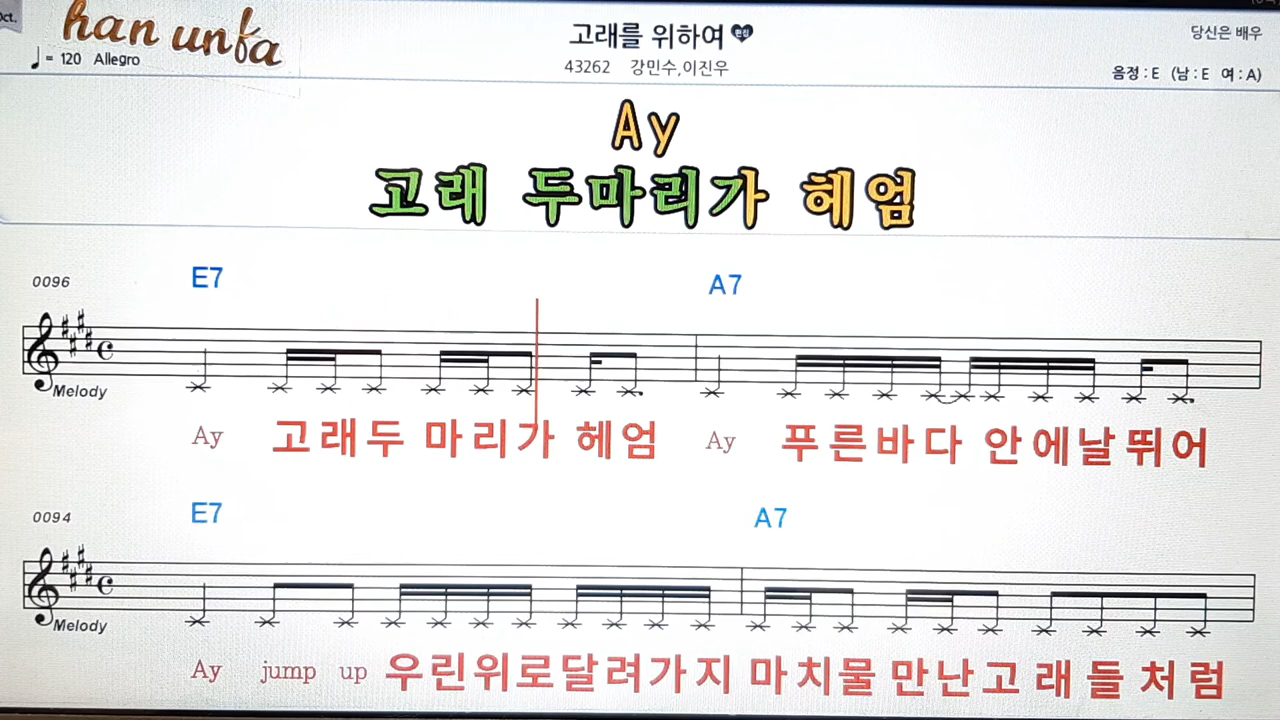 Oct.
han unfa
= 120 Allegro
고래를 위하여
편집
43262 강민수,이진우
당신은 배우
음정 : E (남 : E 여 : A)
Ay
고래 두마리가 헤엄
0096
E7
A7
Melody
Ay 고래두 마리가 헤엄 Ay 푸른바다 안에날 뛰어
0094
E7
A7
Melody
Ay jump up 우린위로달려가지 마치물 만난고 래 들 처 럼